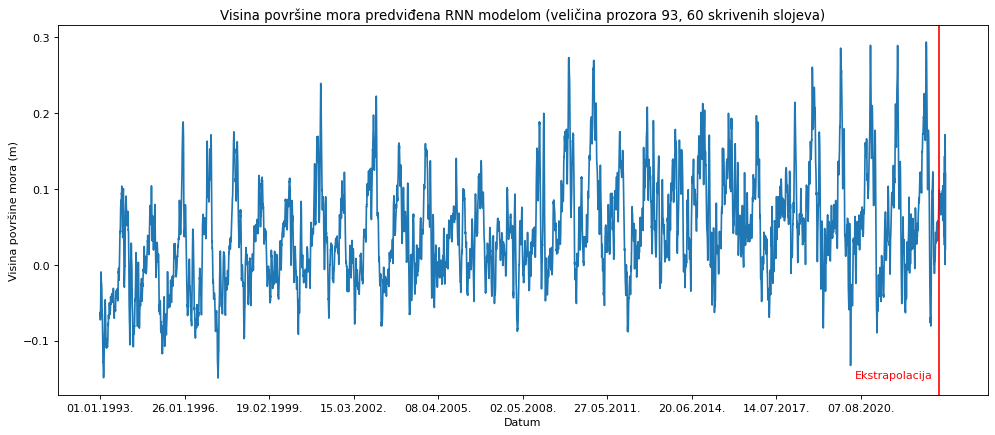 Visina površine mora predviđena RNN modelom (veličina prozora 93, 60 skrivenih slojeva)
0.3
0.2
0.1
0.0
−0.1
Visina površine mora (m)
Ekstrapolacija
01.01.1993. 26.01.1996. 19.02.1999. 15.03.2002. 08.04.2005. 02.05.2008. 27.05.2011. 20.06.2014. 14.07.2017. 07.08.2020.
Datum